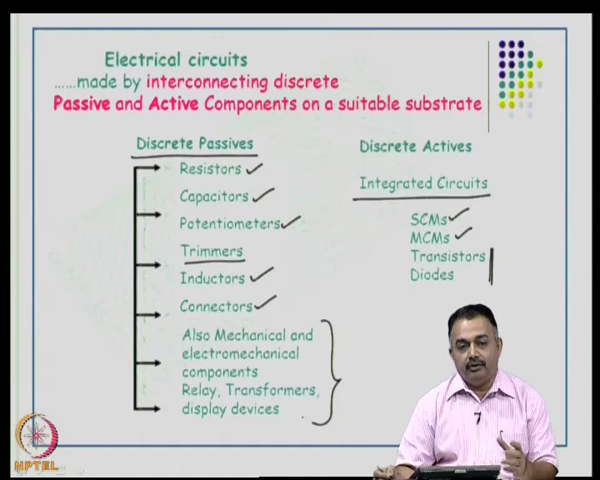 Electrical circuits
......made by interconnecting discrete
Passive and Active Components on a suitable substrate
Discrete Passives
Resistors
Capacitors
Potentiometers
Trimmers
Inductors
Connectors
Also Mechanical and
electromechanical
components
Relay, Transformers,
display devices
Discrete Actives
Integrated Circuits
SCMs
MCMs
Transistors
Diodes
NPTEL